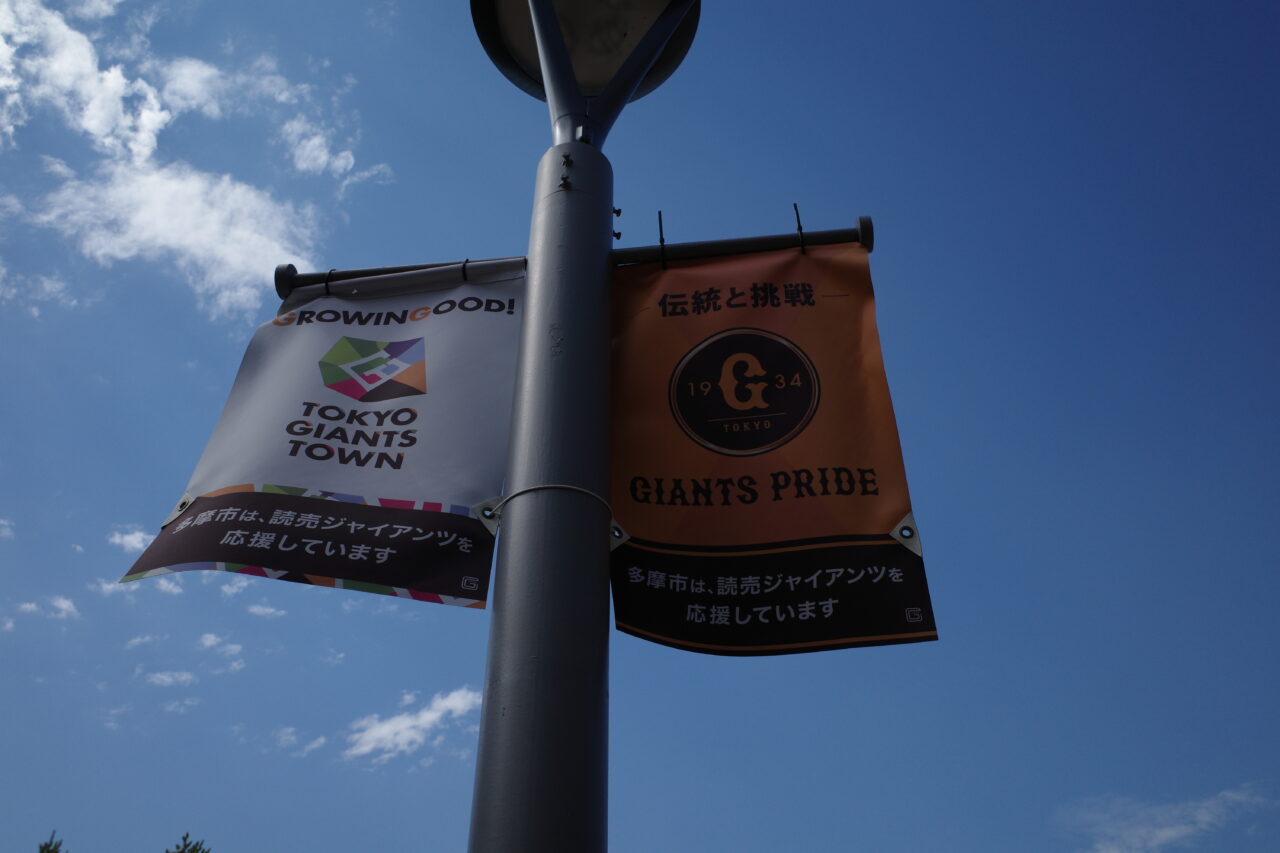 GROWINGOOD!
TOKYO
GIANTS
TOWN
多摩市は、読売ジャイアンツを
応援しています
伝統と挑戦
19 G 34
TOKYO
GIANTS PRIDE
多摩市は、読売ジャイアンツを
応援しています